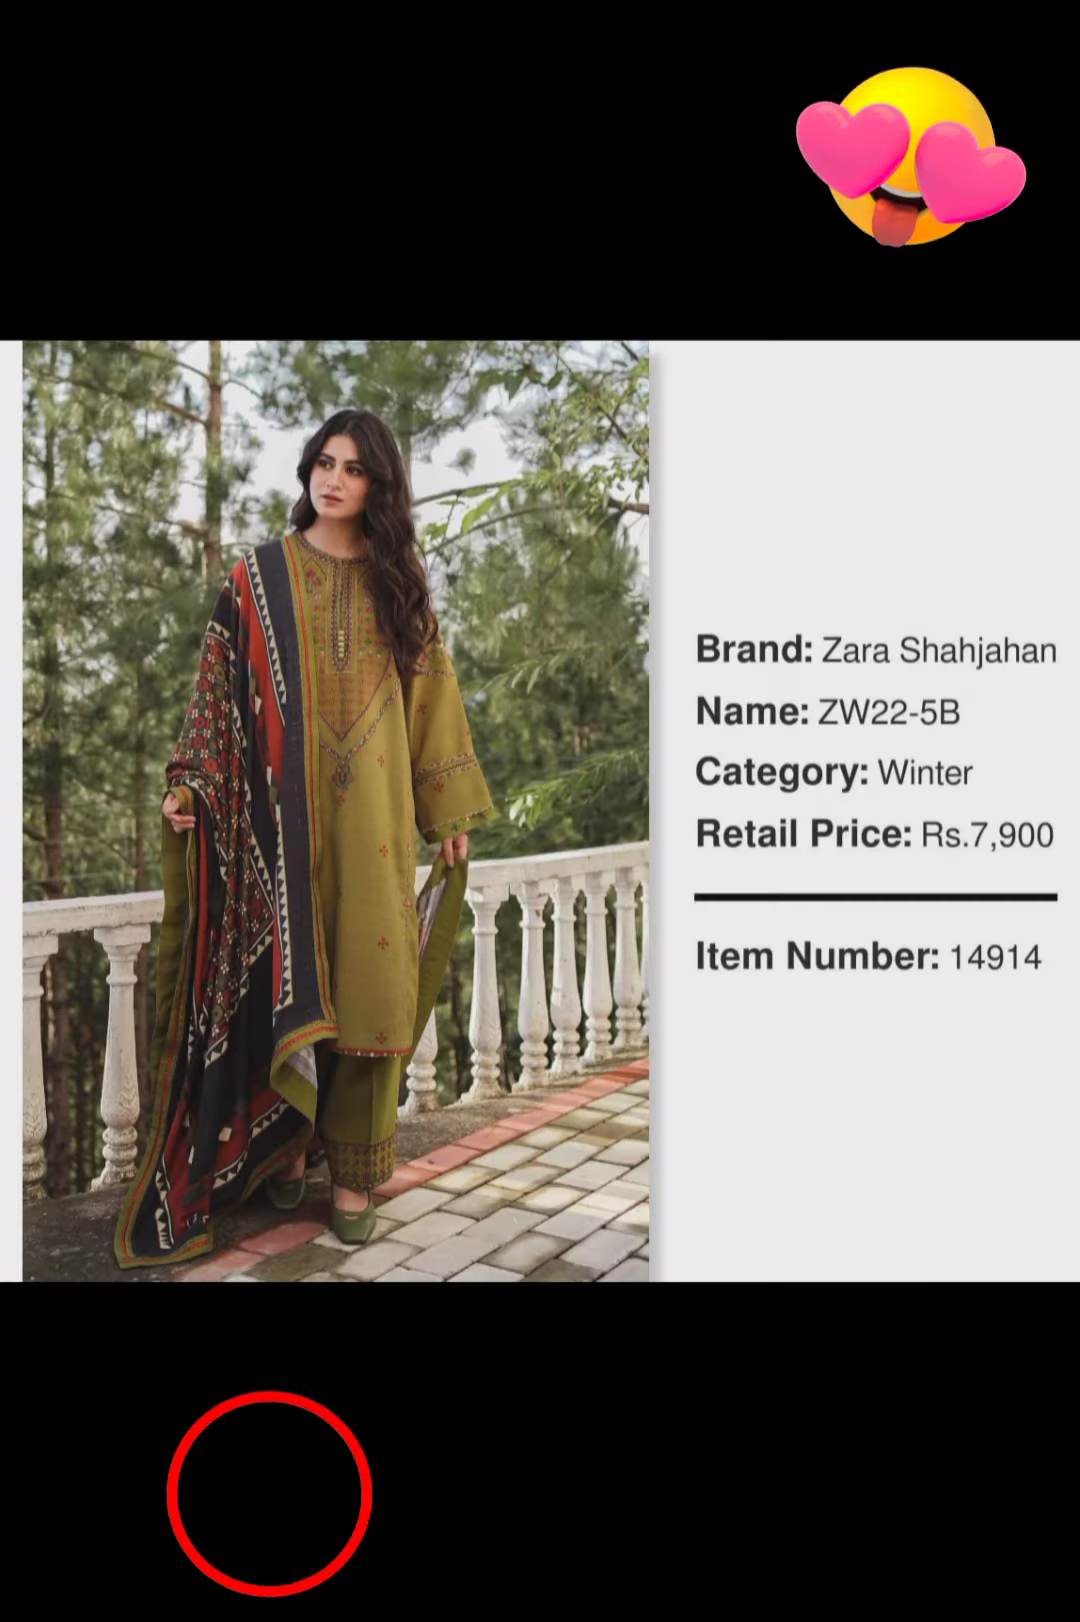 Brand: Zara Shahjahan
Name: ZW22-5B
Category: Winter
Retail Price: Rs.7,900
Item Number: 14914